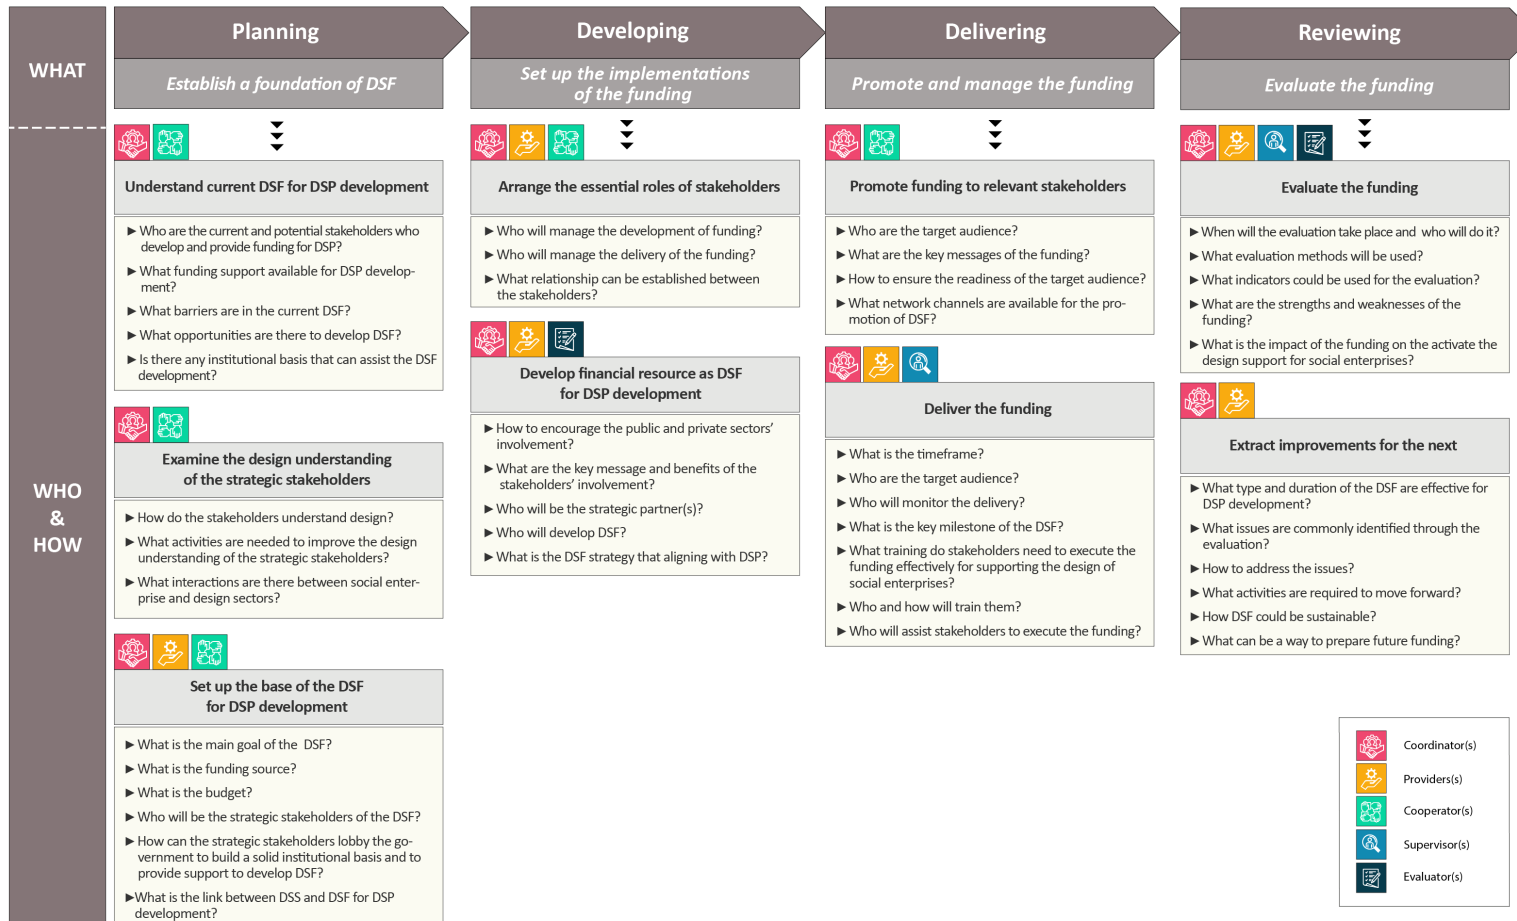 WHAT
Planning
Establish a foundation of DSF
Developing
Set up the implementations
of the funding
Delivering
Promote and manage the funding
Reviewing
Evaluate the funding
WHO
&
HOW
Understand current DSF for DSP development
►Who are the current and potential stakeholders who
develop and provide funding for DSP?
►What funding support available for DSP develop-
ment?
►What barriers are in the current DSF?
►What opportunities are there to develop DSF?
►Is there any institutional basis that can assist the DSF
development?
Examine the design understanding
of the strategic stakeholders
►How do the stakeholders understand design?
►What activities are needed to improve the design
understanding of the strategic stakeholders?
►What interactions are there between social enter-
prise and design sectors?
Set up the base of the DSF
for DSP development
►What is the main goal of the DSF?
►What is the funding source?
►What is the budget?
►Who will be the strategic stakeholders of the DSF?
►How can the strategic stakeholders lobby the go-
vernment to build a solid institutional basis and to
provide support to develop DSF?
►What is the link between DSS and DSF for DSP
development?
Arrange the essential roles of stakeholders
►Who will manage the development of funding?
►Who will manage the delivery of the funding?
►What relationship can be established between
the stakeholders?
Develop financial resource as DSF
for DSP development
►How to encourage the public and private sectors'
involvement?
►What are the key message and benefits of the
stakeholders' involvement?
►Who will be the strategic partner(s)?
►Who will develop DSF?
►What is the DSF strategy that aligning with DSP?
Promote funding to relevant stakeholders
►Who are the target audience?
►What are the key messages of the funding?
►How to ensure the readiness of the target audience?
►What network channels are available for the pro-
motion of DSF?
Deliver the funding
►What is the timeframe?
►Who are the target audience?
►Who will monitor the delivery?
►What is the key milestone of the DSF?
►What training do stakeholders need to execute the
funding effectively for supporting the design of
social enterprises?
►Who and how will train them?
►Who will assist stakeholders to execute the funding?
Evaluate the funding
►When will the evaluation take place and who will do it?
►What evaluation methods will be used?
►What indicators could be used for the evaluation?
►What are the strengths and weaknesses of the
funding?
►What is the impact of the funding on the activate the
design support for social enterprises?
Extract improvements for the next
►What type and duration of the DSF are effective for
DSP development?
►What issues are commonly identified through the
evaluation?
►How to address the issues?
►What activities are required to move forward?
►How DSF could be sustainable?
►What can be a way to prepare future funding?
Coordinator(s)
Providers(s)
Cooperator(s)
Supervisor(s)
Evaluator(s)